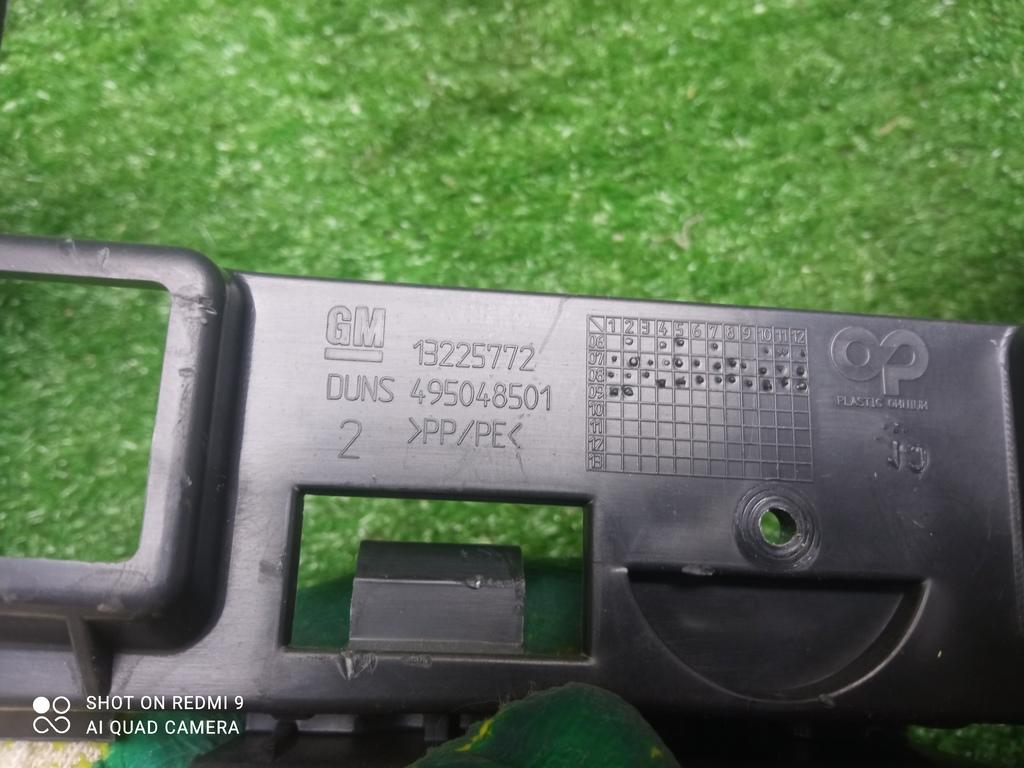 GM
13225772
DUNS 495048501
2 >PP/PE<
1 2 3 4 5 6 7 8 9 10 11 12
06
07
08
09
10
11
12
13
PLASTIC OMNIUM
SHOT ON REDMI 9
AI QUAD CAMERA